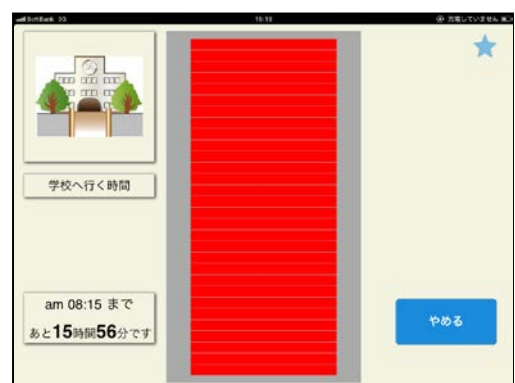 SoftBank 3G
16:18
充電していません
学校へ行く時間
am 08:15 まで
あと15時間56分です
やめる